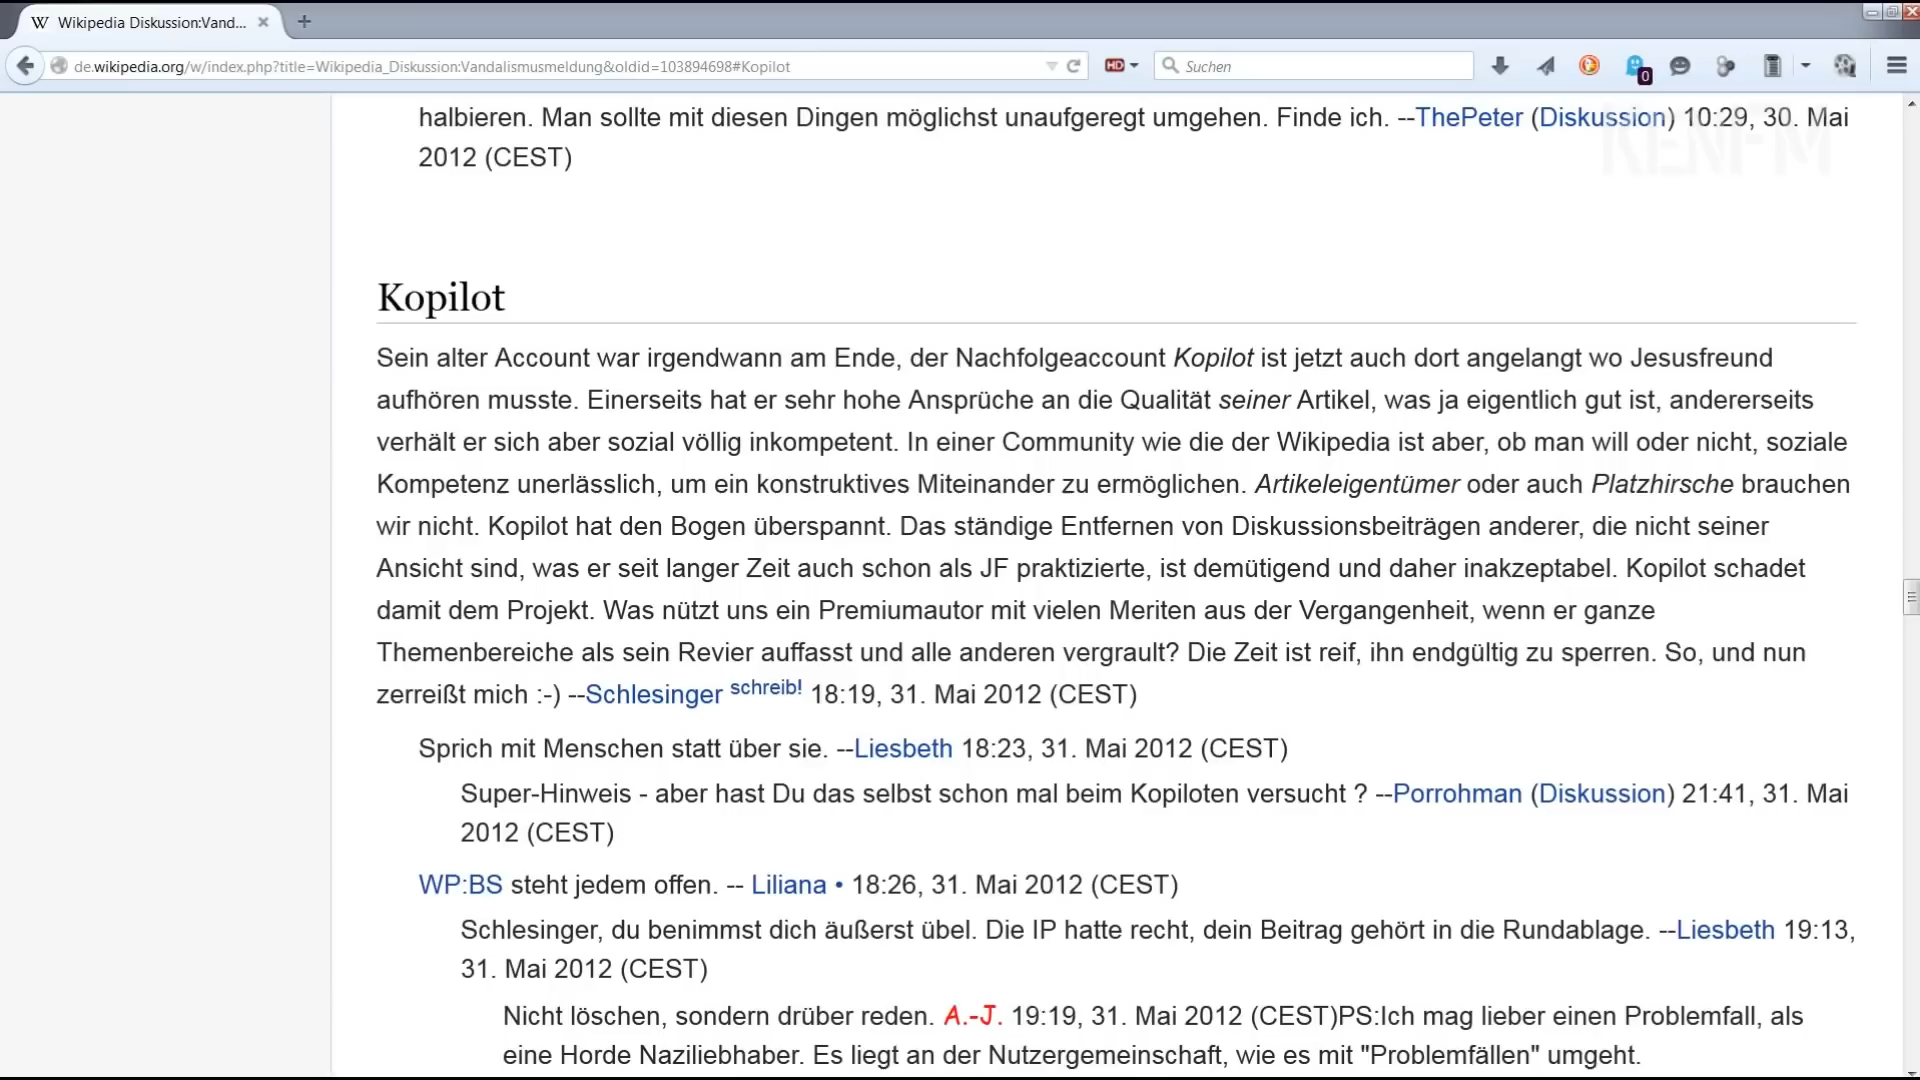 Wikipedia Diskussion:Vand...
de.wikipedia.org/w/index.php?title=Wikipedia_Diskussion:Vandalismusmeldung&oldid=103894698#Kopilot
HD
Suchen
0
halbieren. Man sollte mit diesen Dingen möglichst unaufgeregt umgehen. Finde ich. --ThePeter (Diskussion) 10:29, 30. Mai
2012 (CEST)
KENFM
Kopilot
Sein alter Account war irgendwann am Ende, der Nachfolgeaccount Kopilot ist jetzt auch dort angelangt wo Jesusfreund
aufhören musste. Einerseits hat er sehr hohe Ansprüche an die Qualität seiner Artikel, was ja eigentlich gut ist, andererseits
verhält er sich aber sozial völlig inkompetent. In einer Community wie die der Wikipedia ist aber, ob man will oder nicht, soziale
Kompetenz unerlässlich, um ein konstruktives Miteinander zu ermöglichen. Artikeleigentümer oder auch Platzhirsche brauchen
wir nicht. Kopilot hat den Bogen überspannt. Das ständige Entfernen von Diskussionsbeiträgen anderer, die nicht seiner
Ansicht sind, was er seit langer Zeit auch schon als JF praktizierte, ist demütigend und daher inakzeptabel. Kopilot schadet
damit dem Projekt. Was nützt uns ein Premiumautor mit vielen Meriten aus der Vergangenheit, wenn er ganze
Themenbereiche als sein Revier auffasst und alle anderen vergrault? Die Zeit ist reif, ihn endgültig zu sperren. So, und nun
zerreißt mich :-) --Schlesinger schreib! 18:19, 31. Mai 2012 (CEST)
Sprich mit Menschen statt über sie. --Liesbeth 18:23, 31. Mai 2012 (CEST)
Super-Hinweis - aber hast Du das selbst schon mal beim Kopiloten versucht ? --Porrohman (Diskussion) 21:41, 31. Mai
2012 (CEST)
WP:BS steht jedem offen. -- Liliana • 18:26, 31. Mai 2012 (CEST)
Schlesinger, du benimmst dich äußerst übel. Die IP hatte recht, dein Beitrag gehört in die Rundablage. --Liesbeth 19:13,
31. Mai 2012 (CEST)
Nicht löschen, sondern drüber reden. A.-J. 19:19, 31. Mai 2012 (CEST)PS:Ich mag lieber einen Problemfall, als
eine Horde Naziliebhaber. Es liegt an der Nutzergemeinschaft, wie es mit "Problemfällen" umgeht.